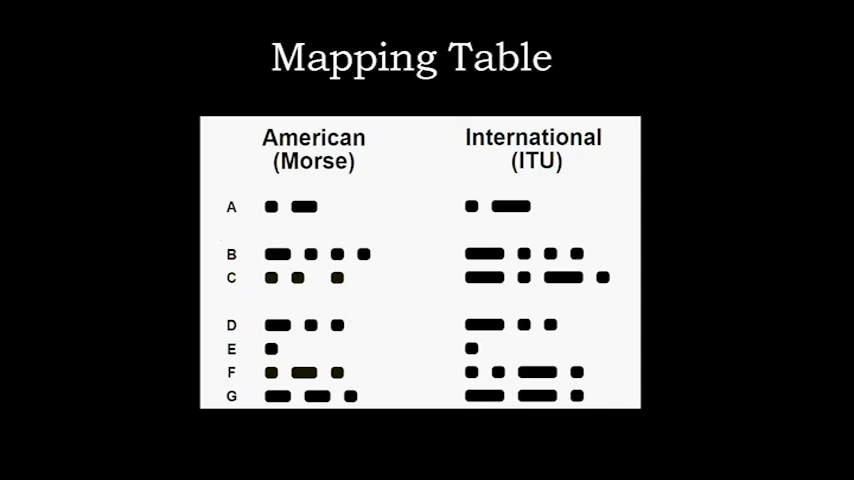 Mapping Table
American International
(Morse) (ITU)
A
B
C
D
E
F
G